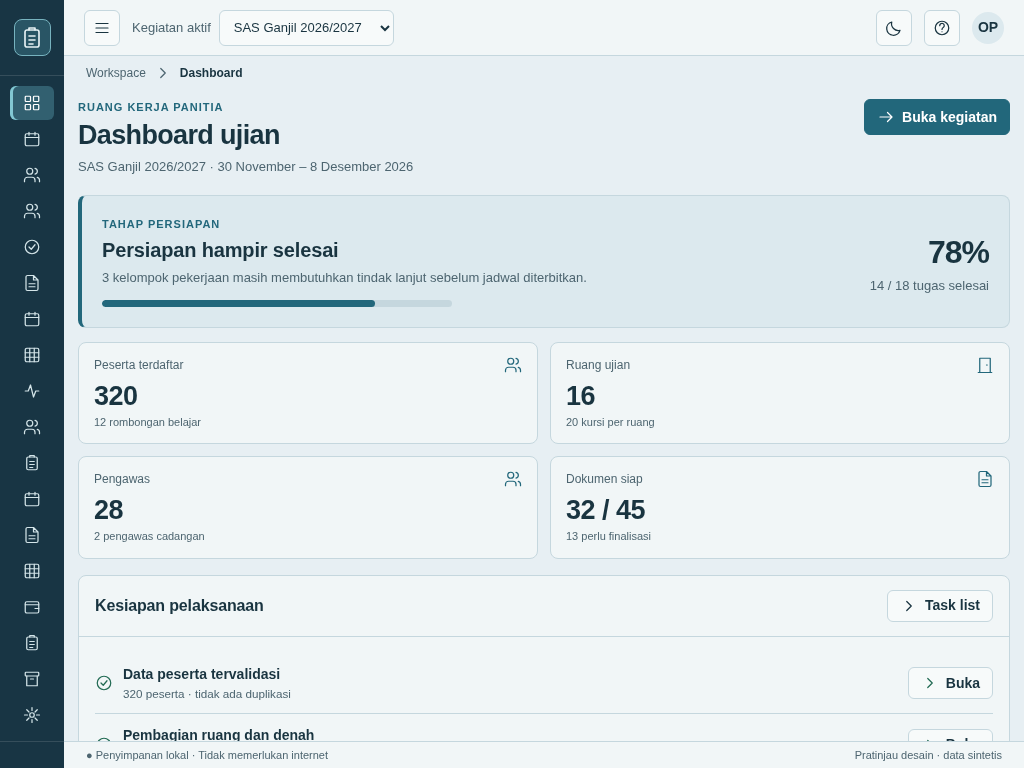 Kegiatan aktif
SAS Ganjil 2026/2027
OP
Workspace
Dashboard
RUANG KERJA PANITIA
Dashboard ujian
SAS Ganjil 2026/2027 · 30 November – 8 Desember 2026
Buka kegiatan
TAHAP PERSIAPAN
Persiapan hampir selesai
3 kelompok pekerjaan masih membutuhkan tindak lanjut sebelum jadwal diterbitkan.
78%
14 / 18 tugas selesai
Peserta terdaftar
320
12 rombongan belajar
Ruang ujian
16
20 kursi per ruang
Pengawas
28
2 pengawas cadangan
Dokumen siap
32 / 45
13 perlu finalisasi
Kesiapan pelaksanaan
Task list
Data peserta tervalidasi
320 peserta · tidak ada duplikasi
Buka
Pembagian ruang dan denah
Buka
● Penyimpanan lokal · Tidak memerlukan internet
Pratinjau desain · data sintetis